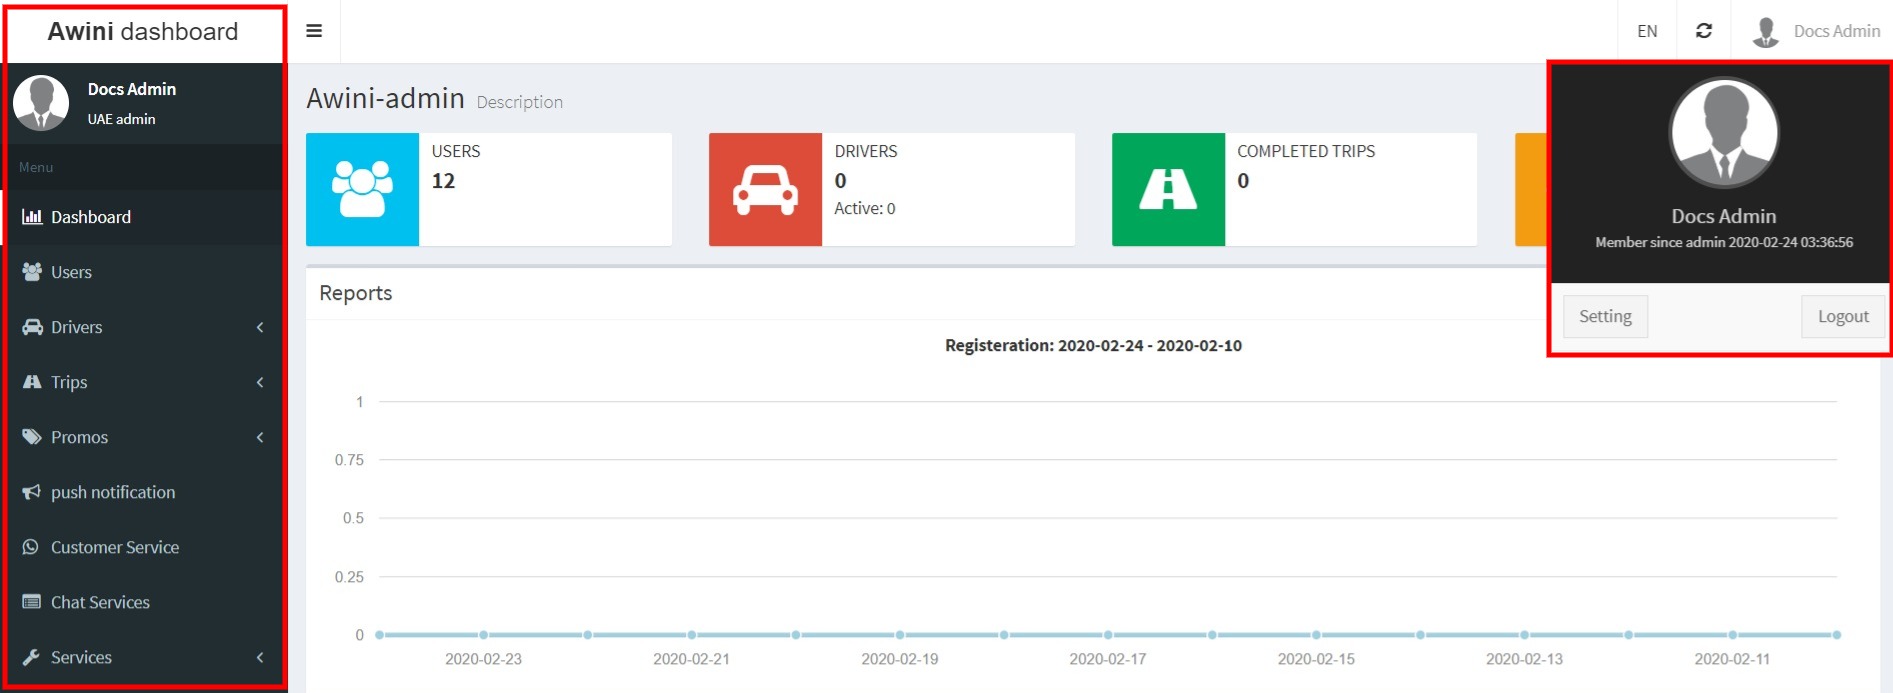 Awini dashboard
EN
Docs Admin
Docs Admin
UAE admin
Menu
Dashboard
Users
Drivers
Trips
Promos
push notification
Customer Service
Chat Services
Services
Awini-admin Description
USERS
12
DRIVERS
0
Active: 0
COMPLETED TRIPS
0
Docs Admin
Member since admin 2020-02-24 03:36:56
Setting
Logout
Reports
Registeration: 2020-02-24 - 2020-02-10
1
0.75
0.5
0.25
0
2020-02-23
2020-02-21
2020-02-19
2020-02-17
2020-02-15
2020-02-13
2020-02-11